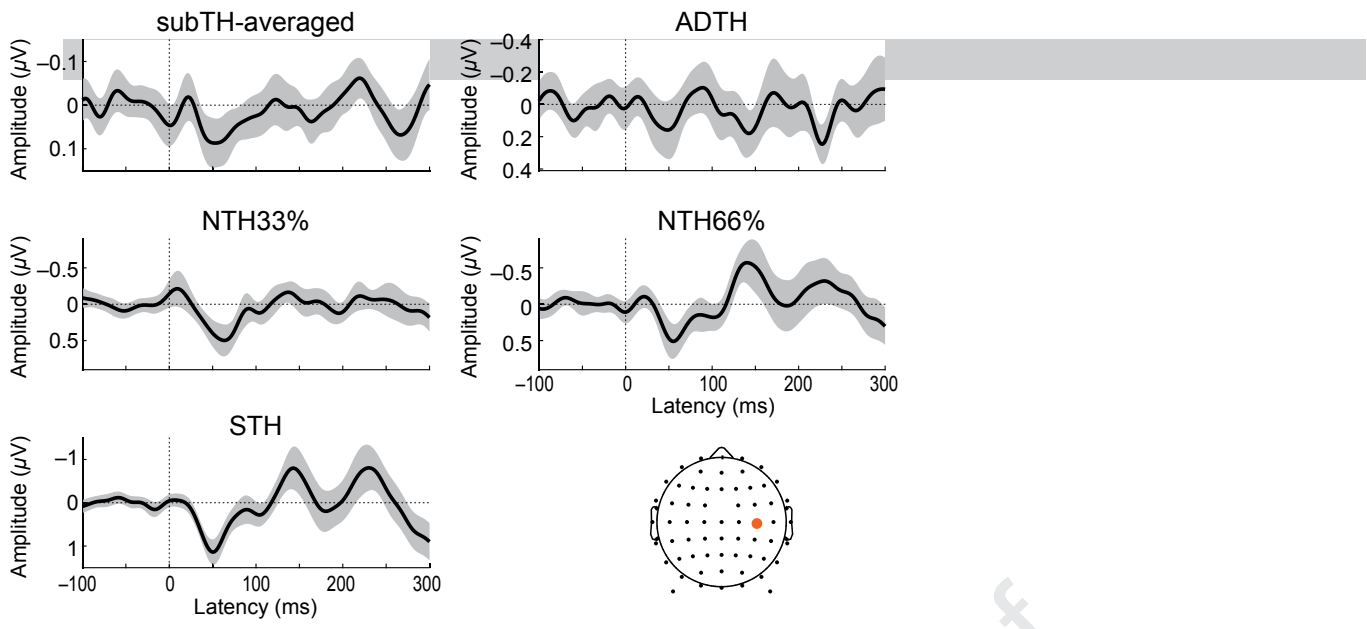 subTH-averaged
Amplitude (µV)
–0.1
0
0.1
ADTH
Amplitude (µV)
–0.4
–0.2
0
0.2
0.4
NTH33%
Amplitude (µV)
–0.5
0
0.5
NTH66%
Amplitude (µV)
–0.5
0
0.5
–100 0 100 200 300
Latency (ms)
STH
Amplitude (µV)
–1
0
1
–100 0 100 200 300
Latency (ms)
f